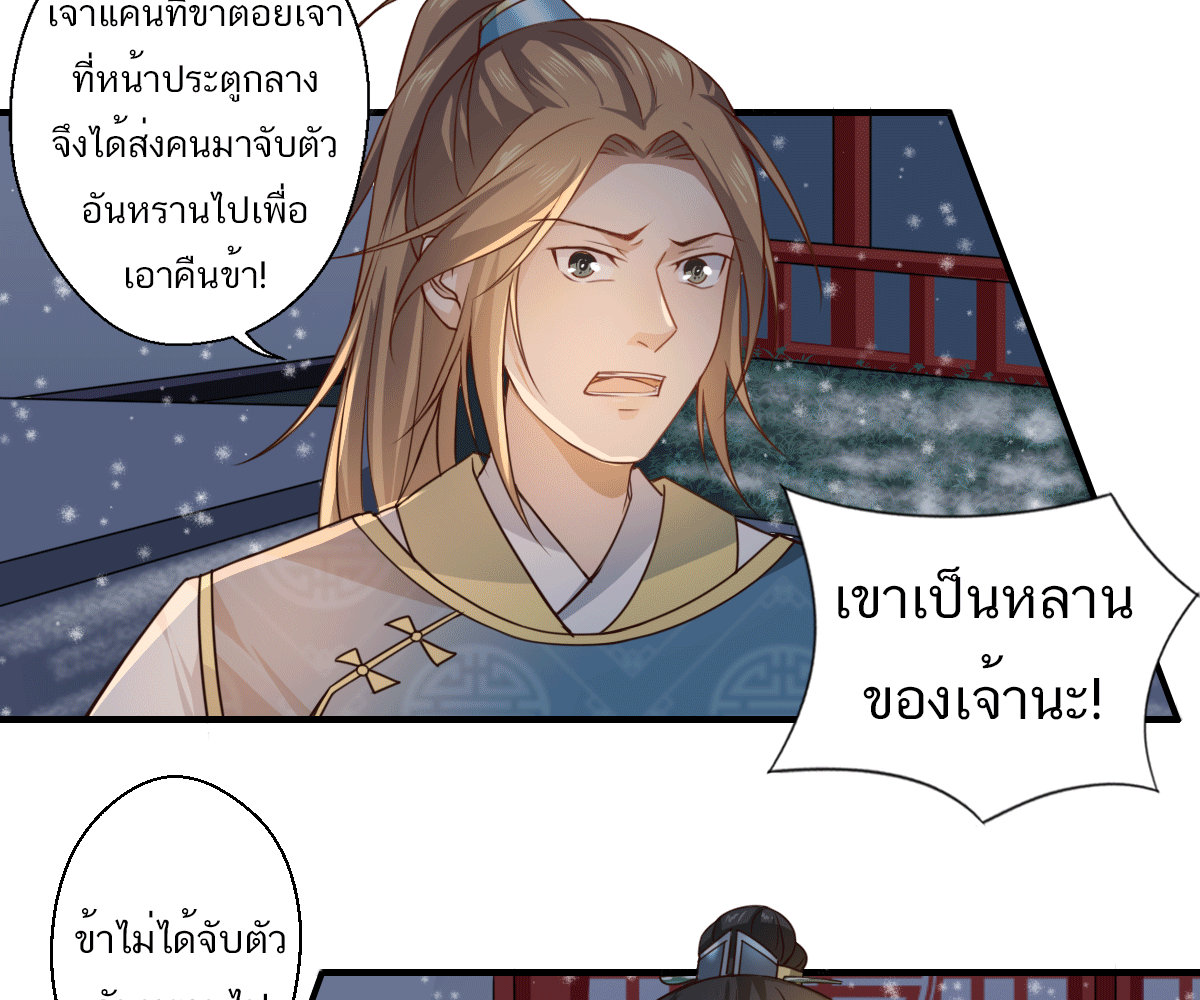 เจ้าแค้นที่ข้าต่อยเจ้า
ที่หน้าประตูกลาง
จึงได้ส่งคนมาจับตัว
อันหรานไปเพื่อ
เอาคืนข้า!
เขาเป็นหลาน
ของเจ้านะ!
ข้าไม่ได้จับตัว